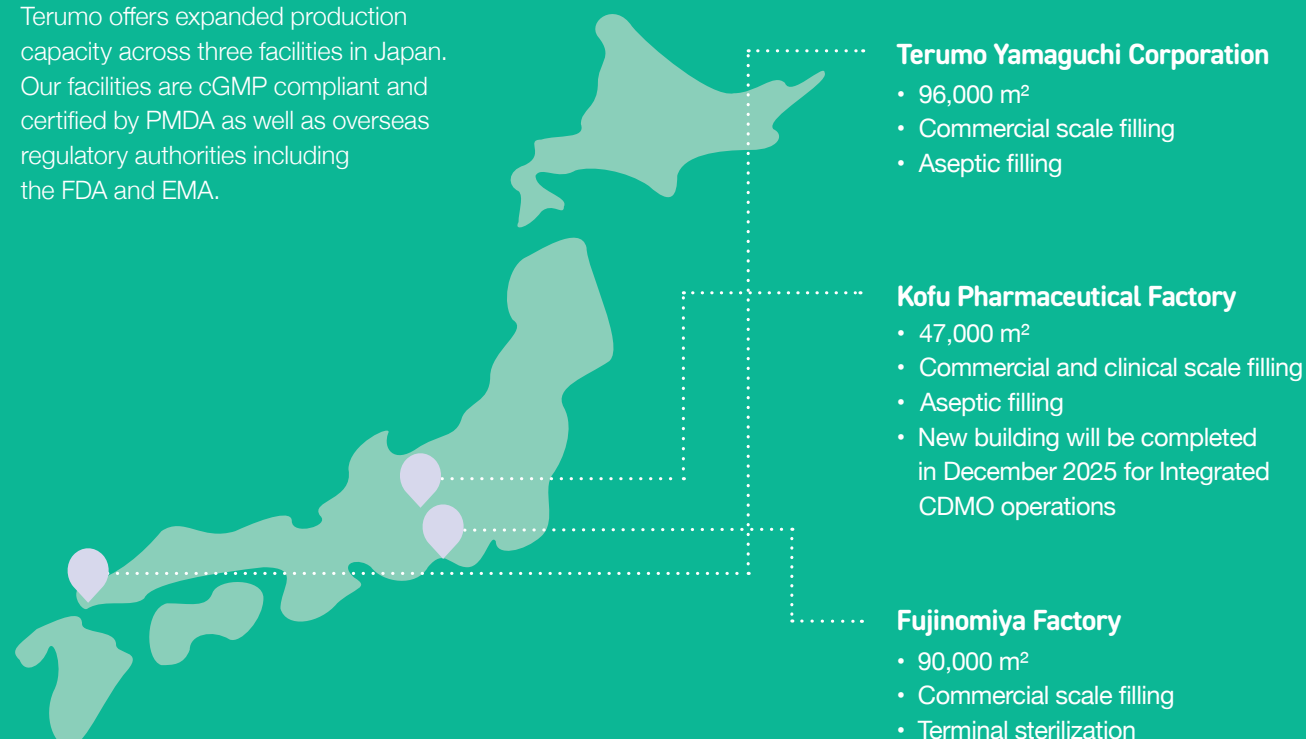 Terumo offers expanded production
capacity across three facilities in Japan.
Our facilities are cGMP compliant and
certified by PMDA as well as overseas
regulatory authorities including
the FDA and EMA.
Terumo Yamaguchi Corporation
• 96,000 m²
• Commercial scale filling
• Aseptic filling
Kofu Pharmaceutical Factory
• 47,000 m²
• Commercial and clinical scale filling
• Aseptic filling
• New building will be completed
in December 2025 for Integrated
CDMO operations
Fujinomiya Factory
• 90,000 m²
• Commercial scale filling
• Terminal sterilization